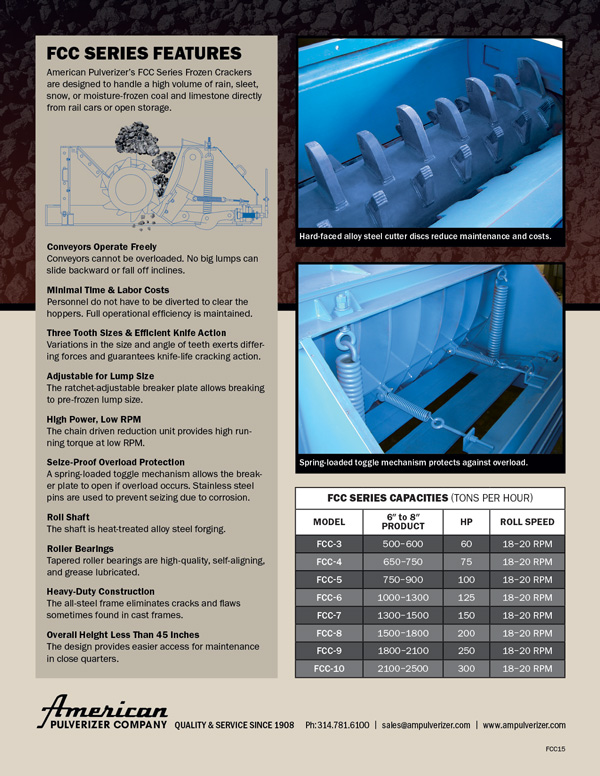 FCC SERIES FEATURES
American Pulverizer's FCC Series Frozen Crackers
are designed to handle a high volume of rain, sleet,
snow, or moisture-frozen coal and limestone directly
from rail cars or open storage.
Conveyors Operate Freely
Conveyors cannot be overloaded. No big lumps can
slide backward or fall off inclines.
Minimal Time & Labor Costs
Personnel do not have to be diverted to clear the
hoppers. Full operational efficiency is maintained.
Three Tooth Sizes & Efficient Knife Action
Variations in the size and angle of teeth exerts differ-
ing forces and guarantees knife-life cracking action.
Adjustable for Lump Size
The ratchet-adjustable breaker plate allows breaking
to pre-frozen lump size.
High Power, Low RPM
The chain driven reduction unit provides high run-
ning torque at low RPM.
Seize-Proof Overload Protection
A spring-loaded toggle mechanism allows the break-
er plate to open if overload occurs. Stainless steel
pins are used to prevent seizing due to corrosion.
Roll Shaft
The shaft is heat-treated alloy steel forging.
Roller Bearings
Tapered roller bearings are high-quality, self-aligning,
and grease lubricated.
Heavy-Duty Construction
The all-steel frame eliminates cracks and flaws
sometimes found in cast frames.
Overall Height Less Than 45 Inches
The design provides easier access for maintenance
in close quarters.
Hard-faced alloy steel cutter discs reduce maintenance and costs.
Spring-loaded toggle mechanism protects against overload.
FCC SERIES CAPACITIES (TONS PER HOUR)
MODEL 6" to 8" PRODUCT HP ROLL SPEED
FCC-3 500–600 60 18–20 RPM
FCC-4 650–750 75 18–20 RPM
FCC-5 750–900 100 18–20 RPM
FCC-6 1000–1300 125 18–20 RPM
FCC-7 1300–1500 150 18–20 RPM
FCC-8 1500–1800 200 18–20 RPM
FCC-9 1800–2100 250 18–20 RPM
FCC-10 2100–2500 300 18–20 RPM
American
PULVERIZER COMPANY QUALITY & SERVICE SINCE 1908 Ph:314.781.6100 | sales@ampulverizer.com | www.ampulverizer.com
FCC15